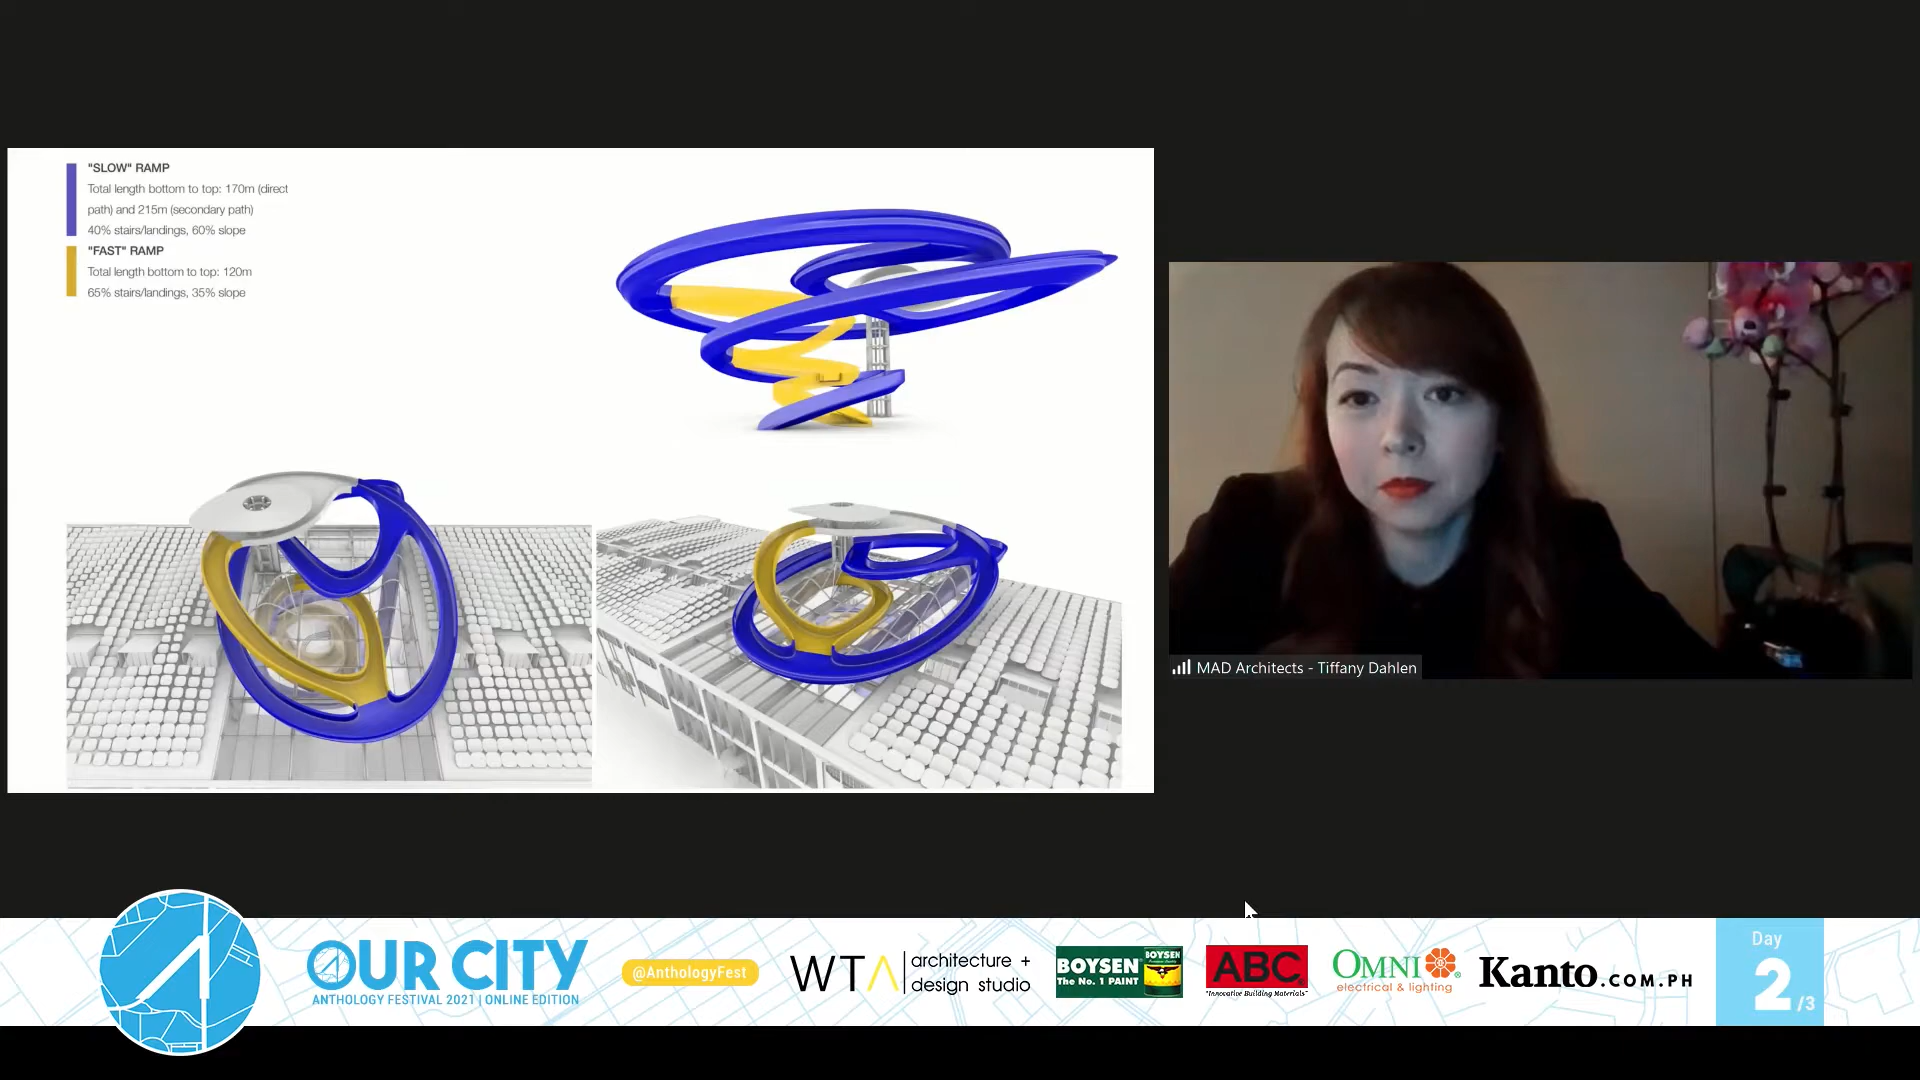 "SLOW" RAMP
Total length bottom to top: 170m (direct
path) and 215m (secondary path)
40% stairs/landings, 60% slope
"FAST" RAMP
Total length bottom to top: 120m
65% stairs/landings, 35% slope
MAD Architects - Tiffany Dahlen
OUR CITY
ANTHOLOGY FESTIVAL 2021 | ONLINE EDITION
@AnthologyFest
WTA architecture +
design studio
BOYSEN
The No. 1 PAINT
BOYSEN
ABC
"Innovative Building Materials"
OMNI
electrical & lighting
Kanto.COM.PH
Day
2/3